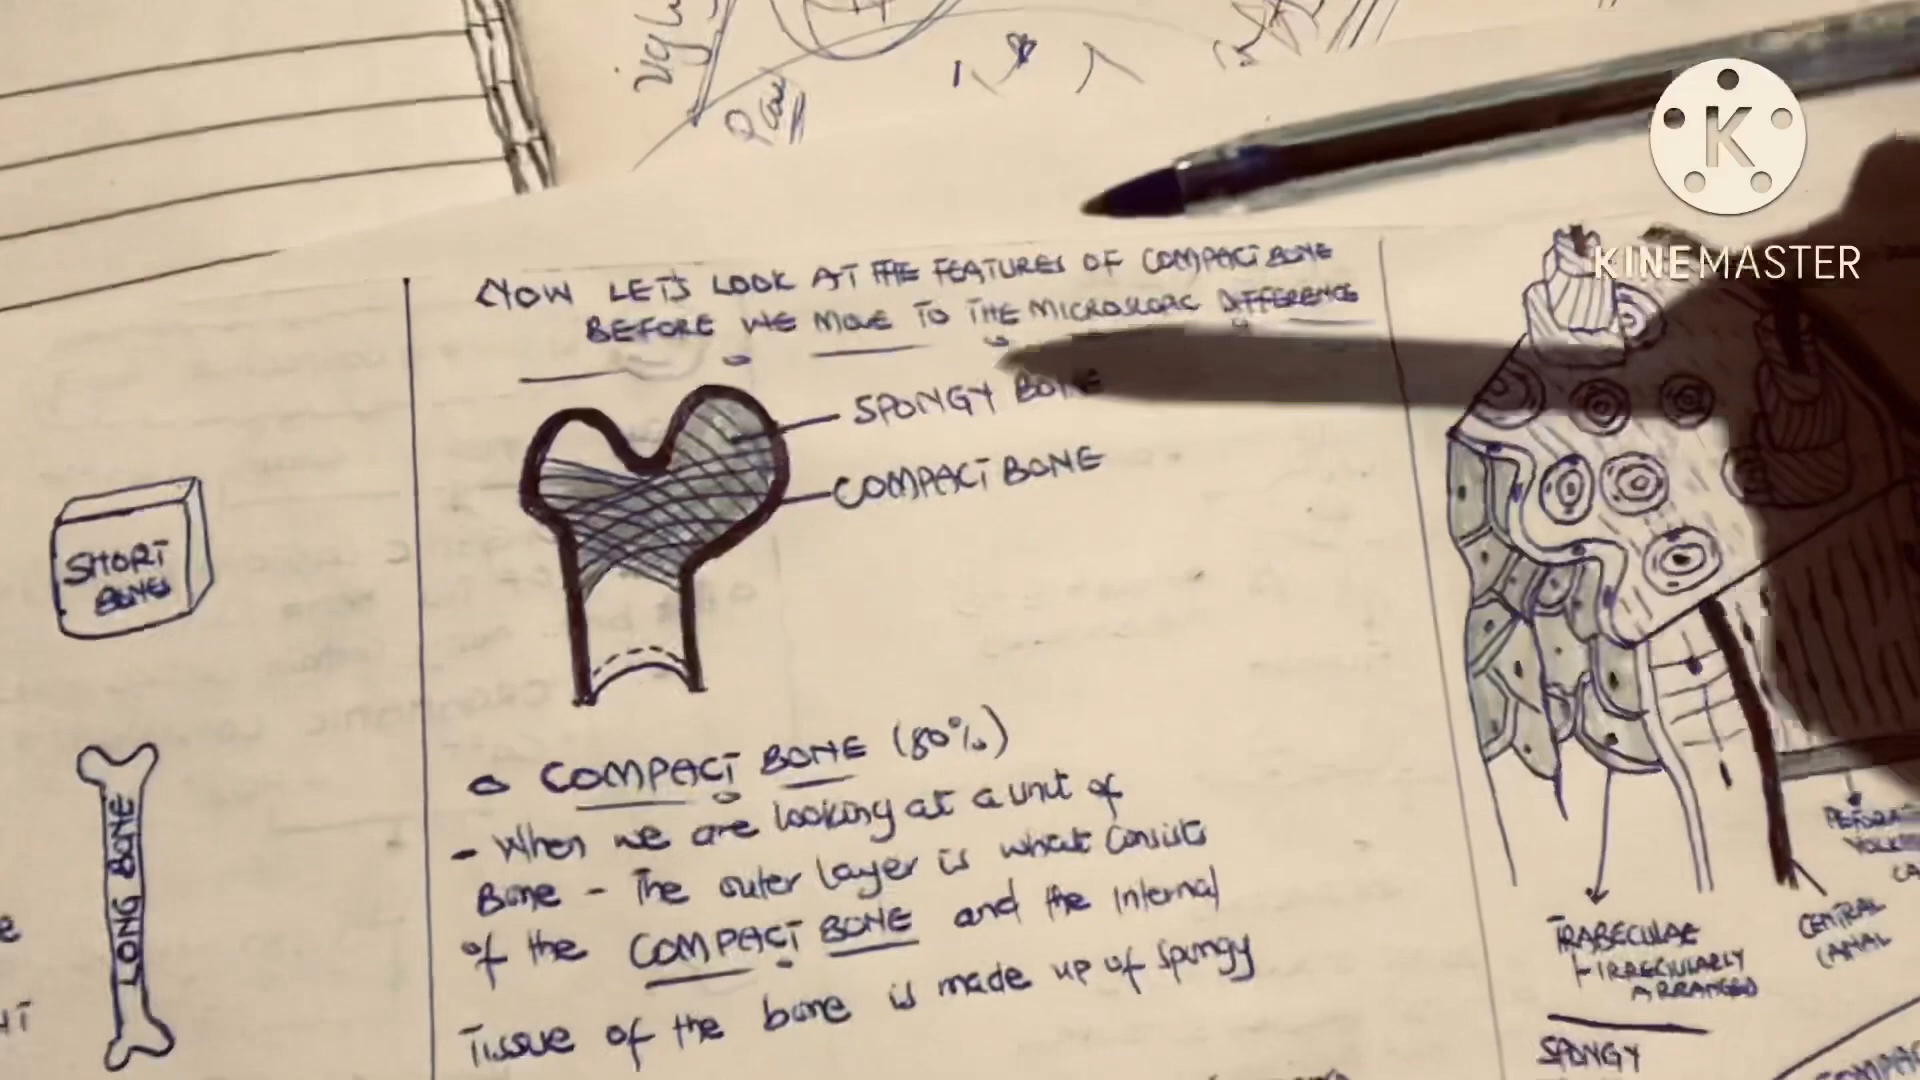 NOW LET'S LOOK AT THE FEATURES OF COMPACT BONE
BEFORE WE MOVE TO THE MICROSCOPIC DIFFERENCE
SPONGY BONE
COMPACT BONE
COMPACT BONE (80%)
- When we are looking at a unit of
Bone - The outer layer is what consists
of the COMPACT BONE and the internal
Tissue of the bone is made up of spongy
SHORT
BONES
LONG BONE
K
KINEMASTER
TRABECULAE
- IRREGULARLY
ARRANGED
SPONGY
CENTRAL
CANAL